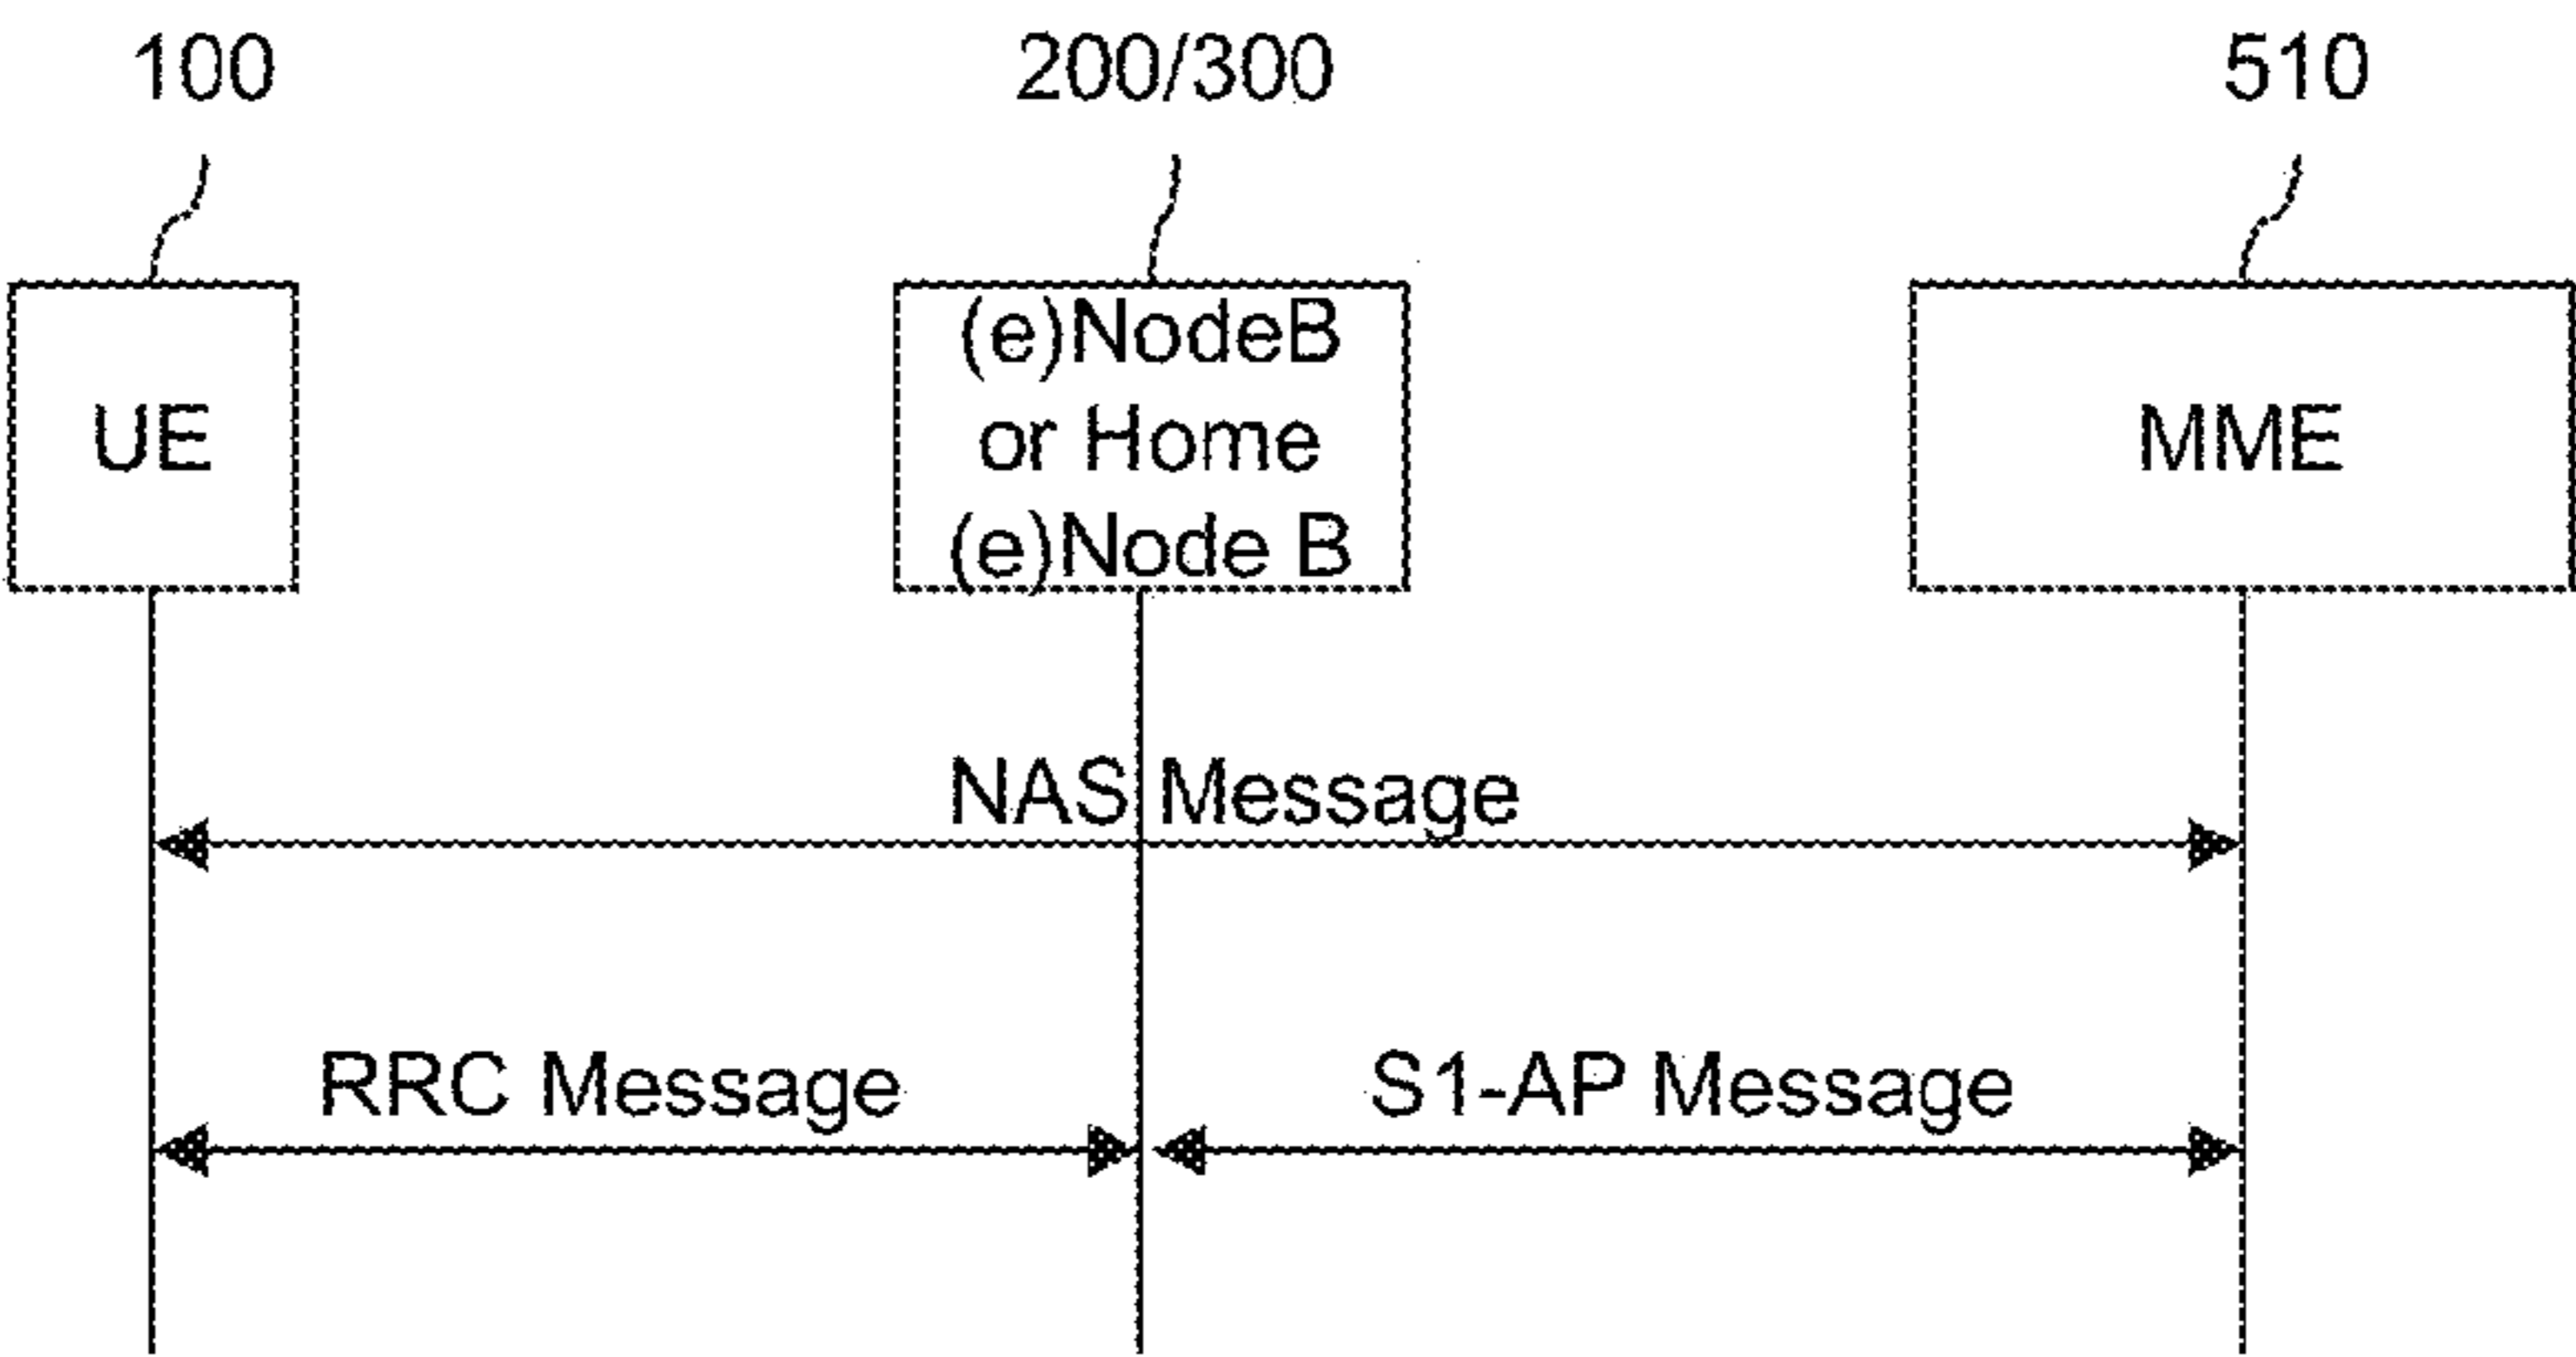 100
200/300
510
UE
(e)NodeB
or Home
(e)Node B
MME
NAS Message
RRC Message
S1-AP Message